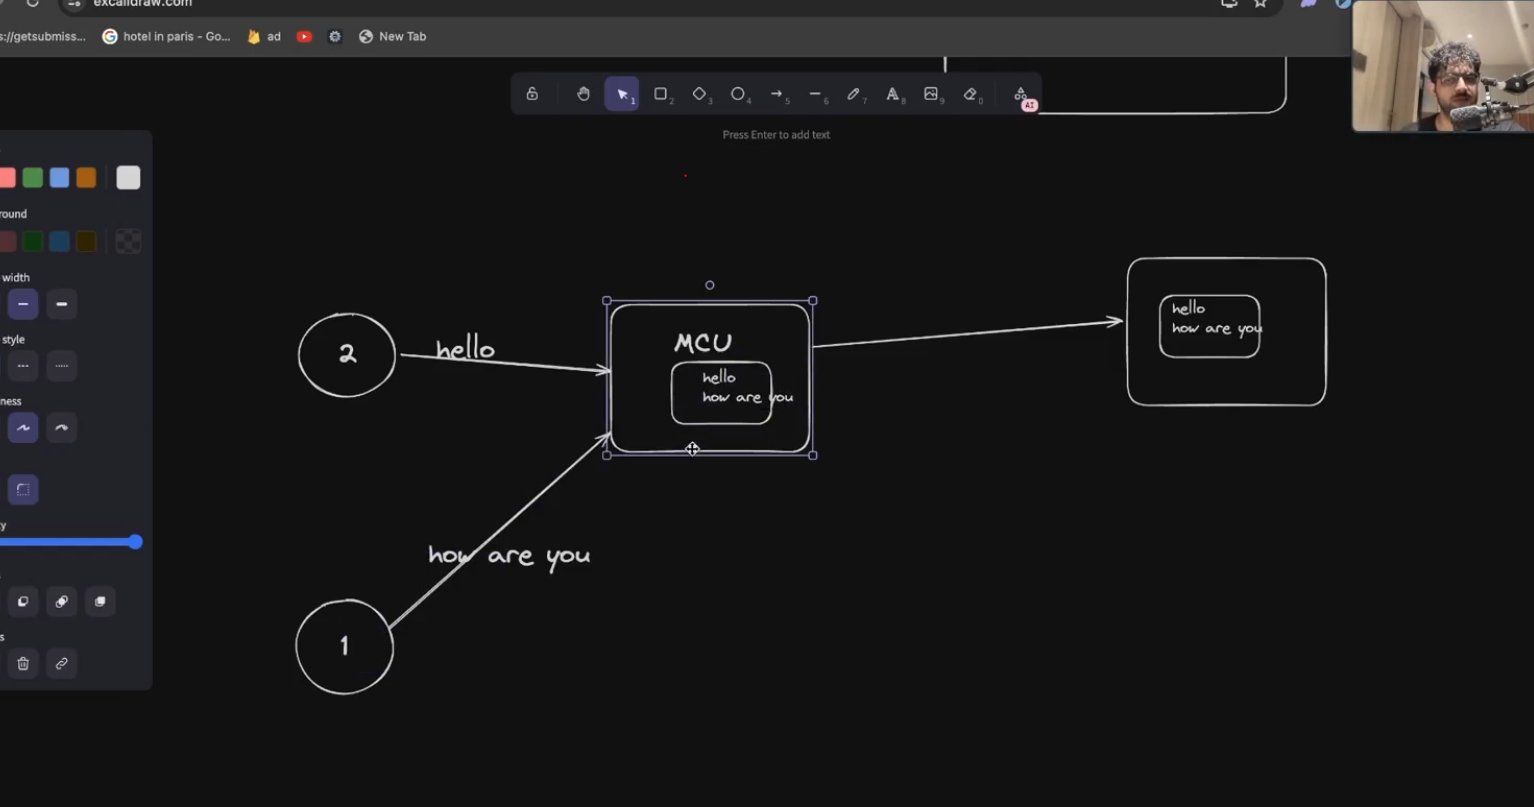 excalidraw.com
s://getsubmiss...
hotel in paris - Go...
ad
New Tab
1
2
3
4
5
6
7
8
9
0
AI
Press Enter to add text
round
width
style
ness
ty
s
MCU
hello
how are you
2
hello
hello
how are you
how are you
1